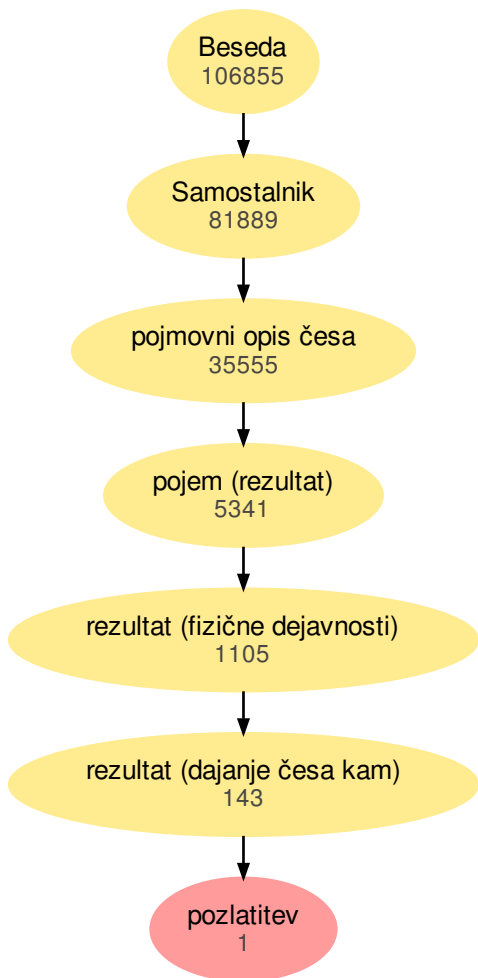 Beseda
106855
Samostalnik
81889
pojmovni opis česa
35555
pojem (rezultat)
5341
rezultat (fizične dejavnosti)
1105
rezultat (dajanje česa kam)
143
pozlatitev
1